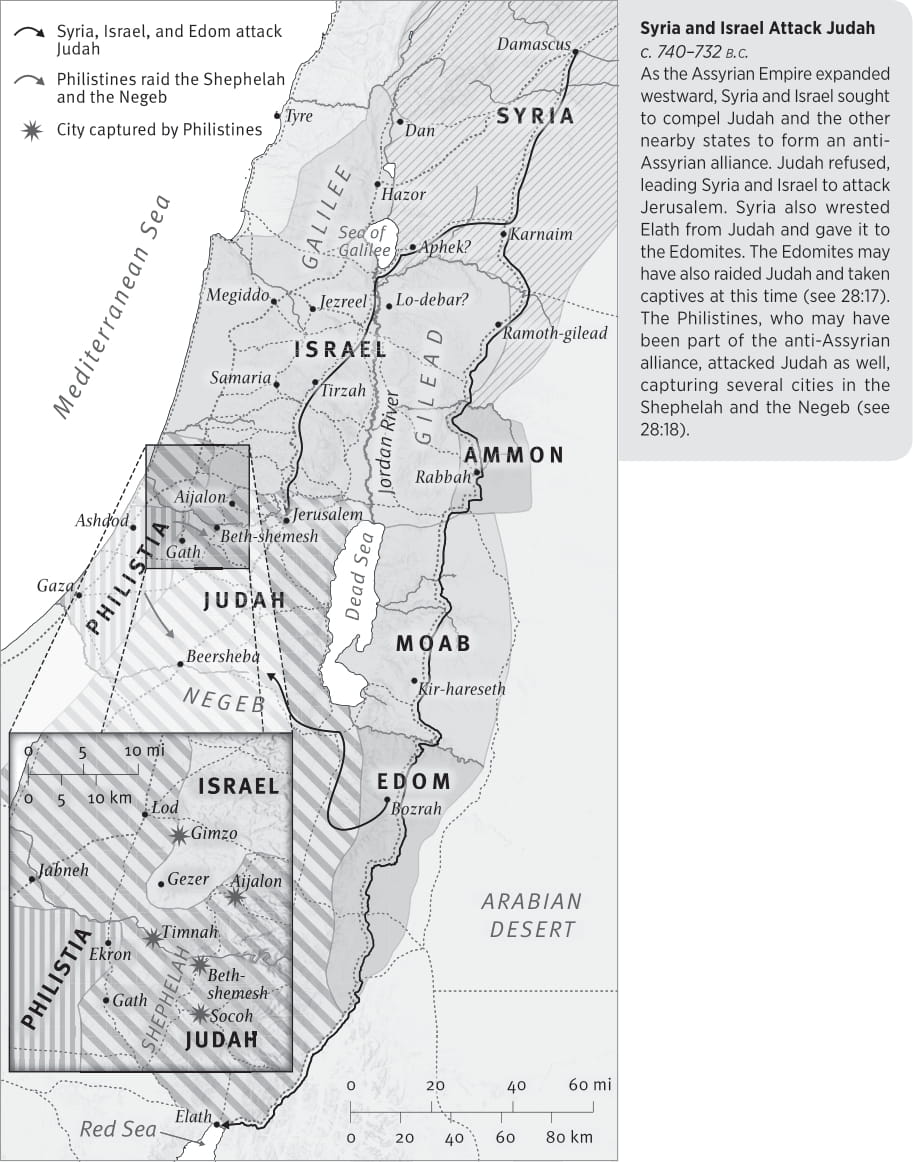 Syria, Israel, and Edom attack
Judah
Philistines raid the Shephelah
and the Negeb
City captured by Philistines
Damascus
SYRIA
Tyre
Dan
Hazor
GALILEE
Sea of
Galilee
Aphek?
Karnaim
Mediterranean Sea
Megiddo
Jezreel
Lo-debar?
Ramoth-gilead
ISRAEL
GILEAD
Samaria
Tirzah
Jordan River
AMMON
Rabbah
Aijalon
Jerusalem
Ashdod
Beth-shemesh
Gath
PHILISTIA
Gaza
JUDAH
Dead Sea
Beersheba
MOAB
NEGEB
Kir-hareseth
EDOM
Bozrah
ARABIAN
DESERT
0 5 10 mi
0 5 10 km
ISRAEL
Lod
Gimzo
Jabneh
Gezer
Aijalon
Timnah
Ekron
PHILISTIA
Beth-
shemesh
Gath
SHEPHELAH
Socoh
JUDAH
Elath
Red Sea
0 20 40 60 mi
0 20 40 60 80 km
Syria and Israel Attack Judah
c. 740–732 B.C.
As the Assyrian Empire expanded
westward, Syria and Israel sought
to compel Judah and the other
nearby states to form an anti-
Assyrian alliance. Judah refused,
leading Syria and Israel to attack
Jerusalem. Syria also wrested
Elath from Judah and gave it to
the Edomites. The Edomites may
have also raided Judah and taken
captives at this time (see 28:17).
The Philistines, who may have
been part of the anti-Assyrian
alliance, attacked Judah as well,
capturing several cities in the
Shephelah and the Negeb (see
28:18).